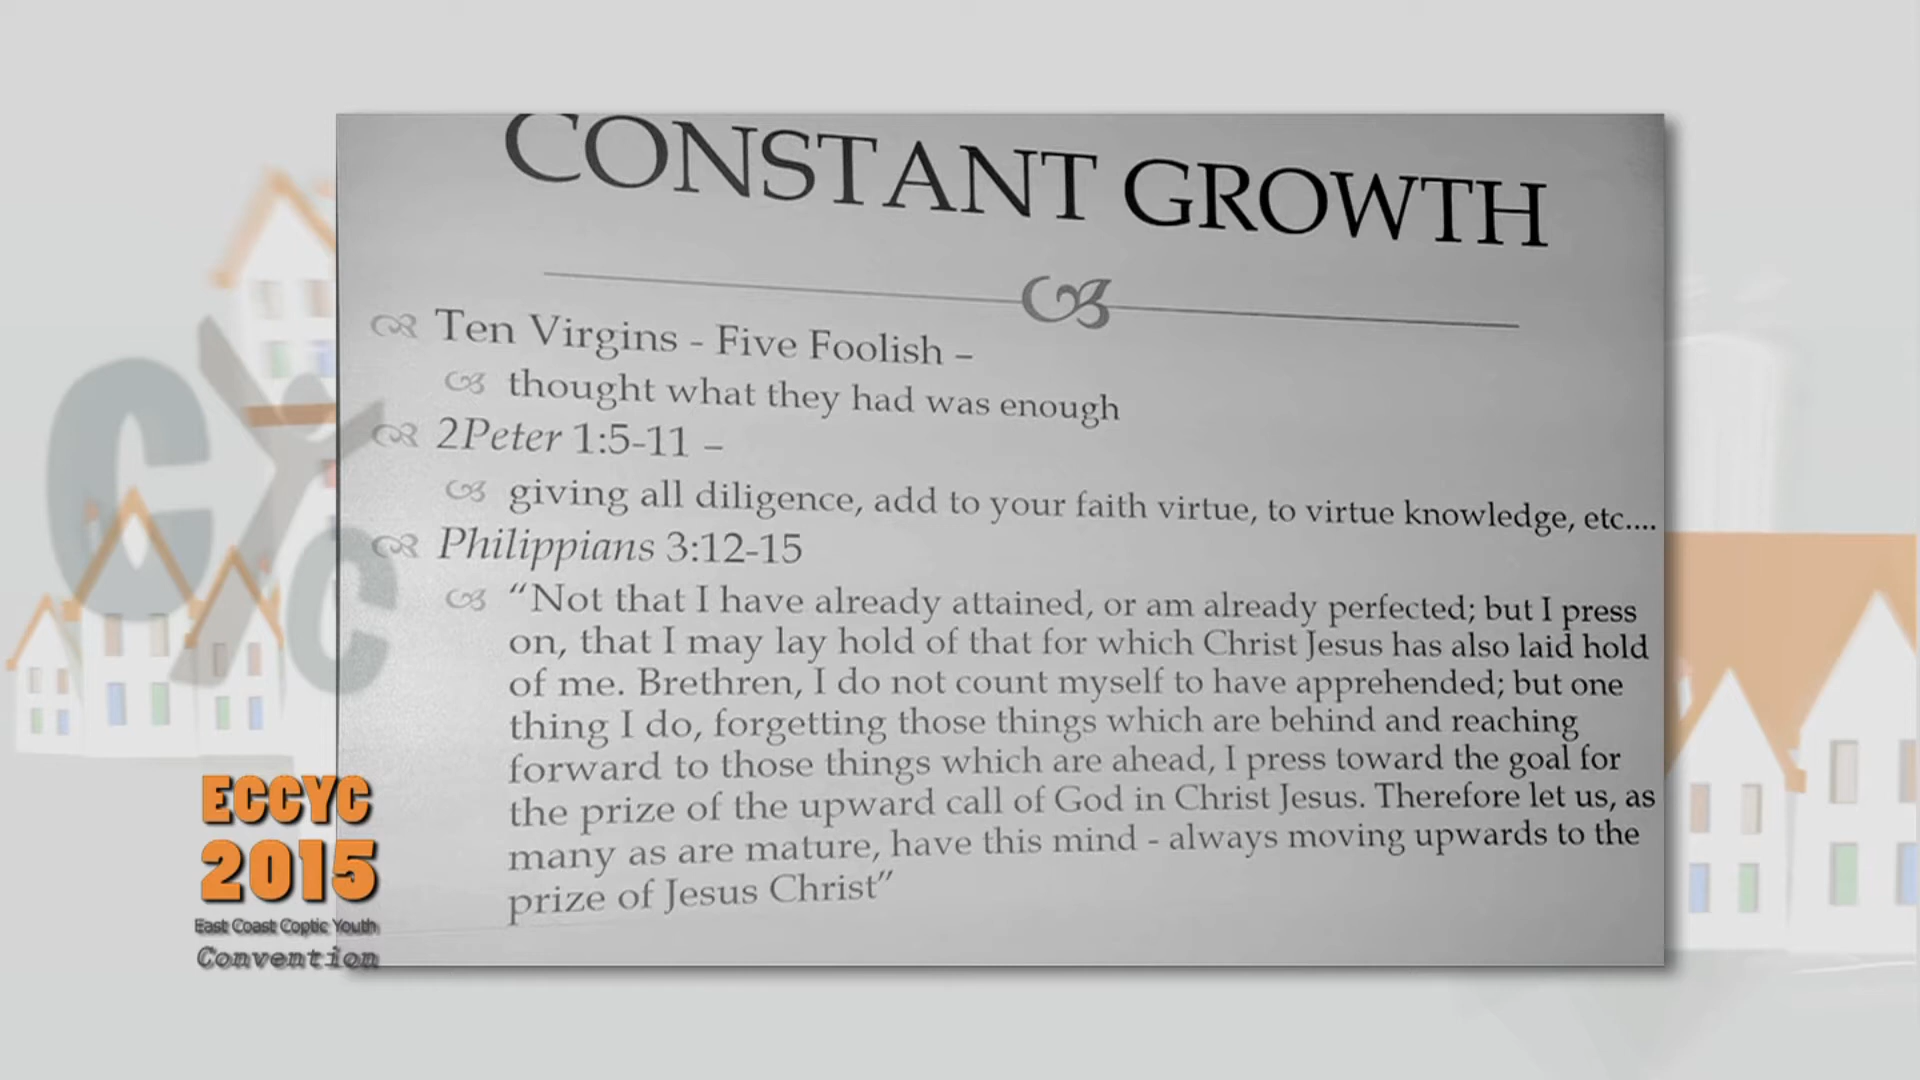 CONSTANT GROWTH
Ten Virgins - Five Foolish –
thought what they had was enough
2Peter 1:5-11 –
giving all diligence, add to your faith virtue, to virtue knowledge, etc....
Philippians 3:12-15
“Not that I have already attained, or am already perfected; but I press
on, that I may lay hold of that for which Christ Jesus has also laid hold
of me. Brethren, I do not count myself to have apprehended; but one
thing I do, forgetting those things which are behind and reaching
forward to those things which are ahead, I press toward the goal for
the prize of the upward call of God in Christ Jesus. Therefore let us, as
many as are mature, have this mind - always moving upwards to the
prize of Jesus Christ”
CYC
ECCYC
2015
East Coast Coptic Youth
Convention